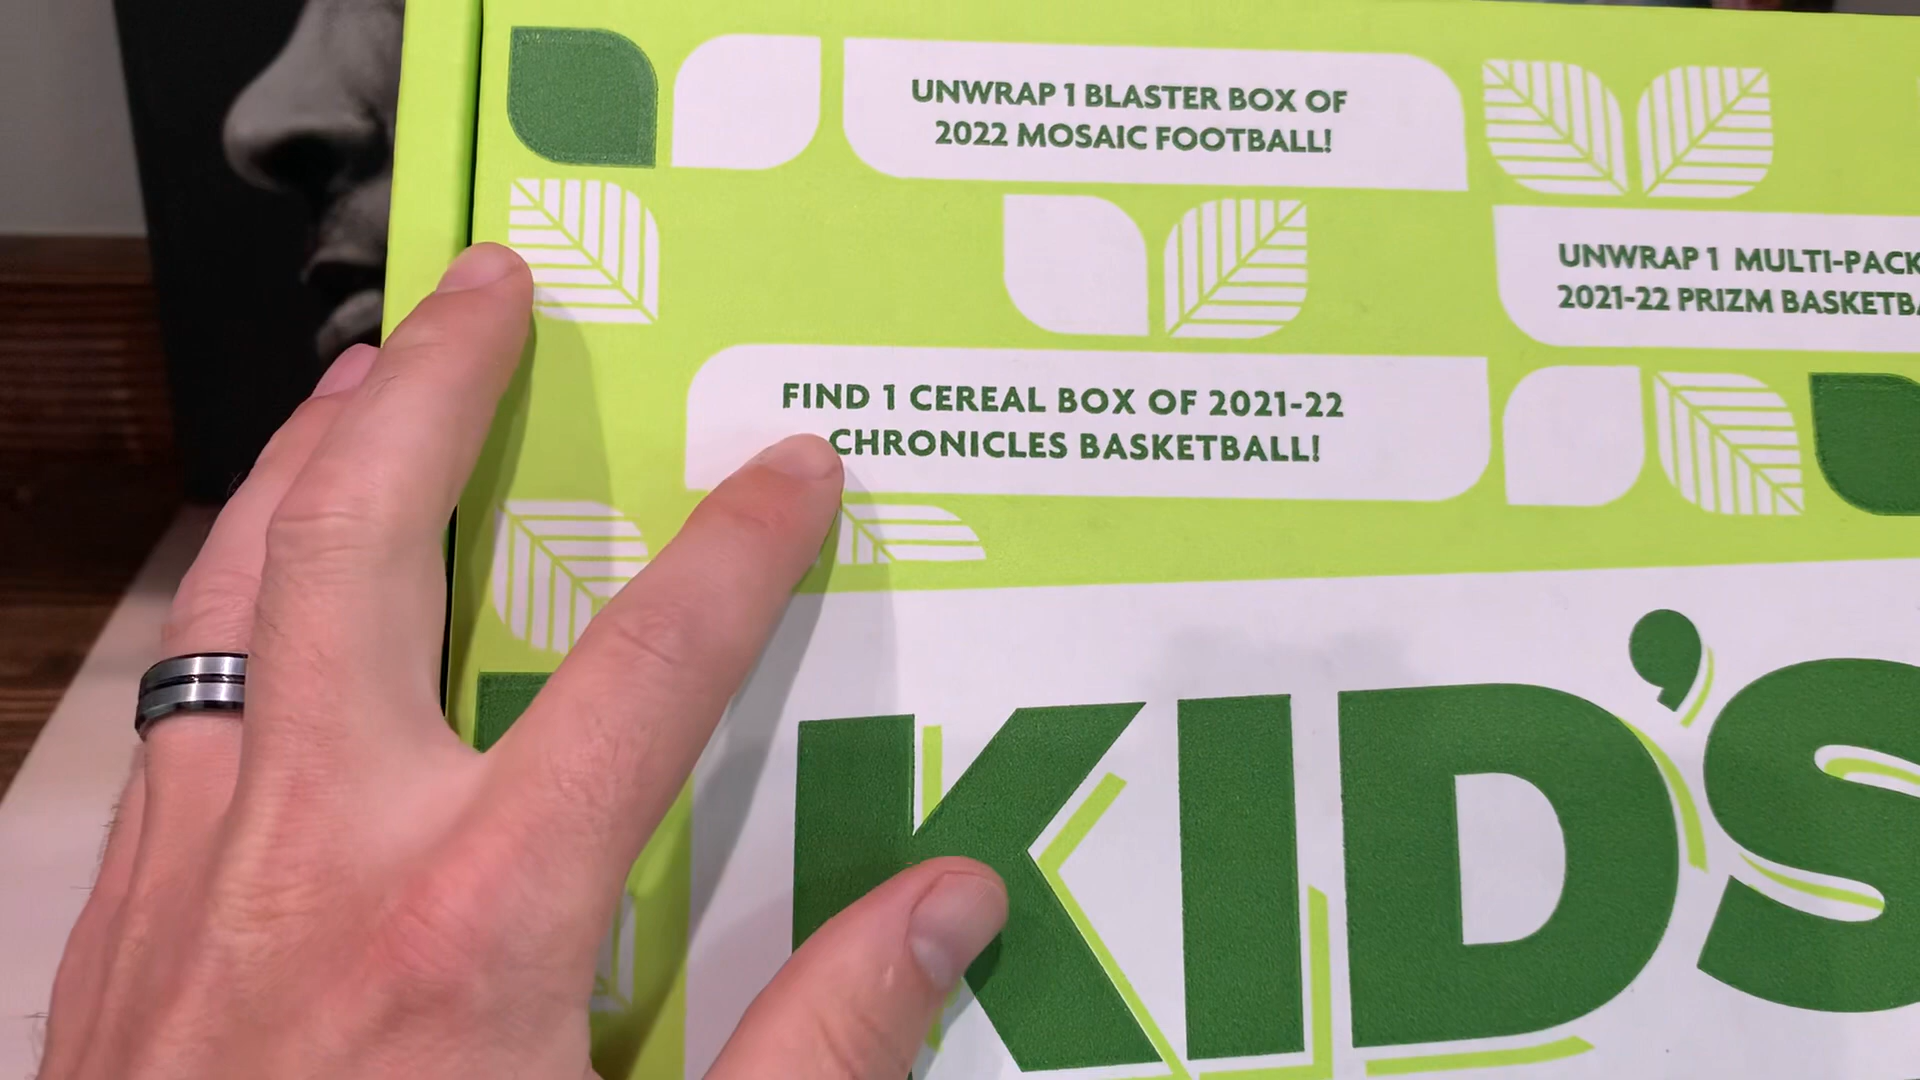 UNWRAP 1 BLASTER BOX OF
2022 MOSAIC FOOTBALL!
UNWRAP 1 MULTI-PACK
2021-22 PRIZM
FIND 1 CEREAL BOX OF 2021-22
CHRONICLES BASKETBALL!
KID'S